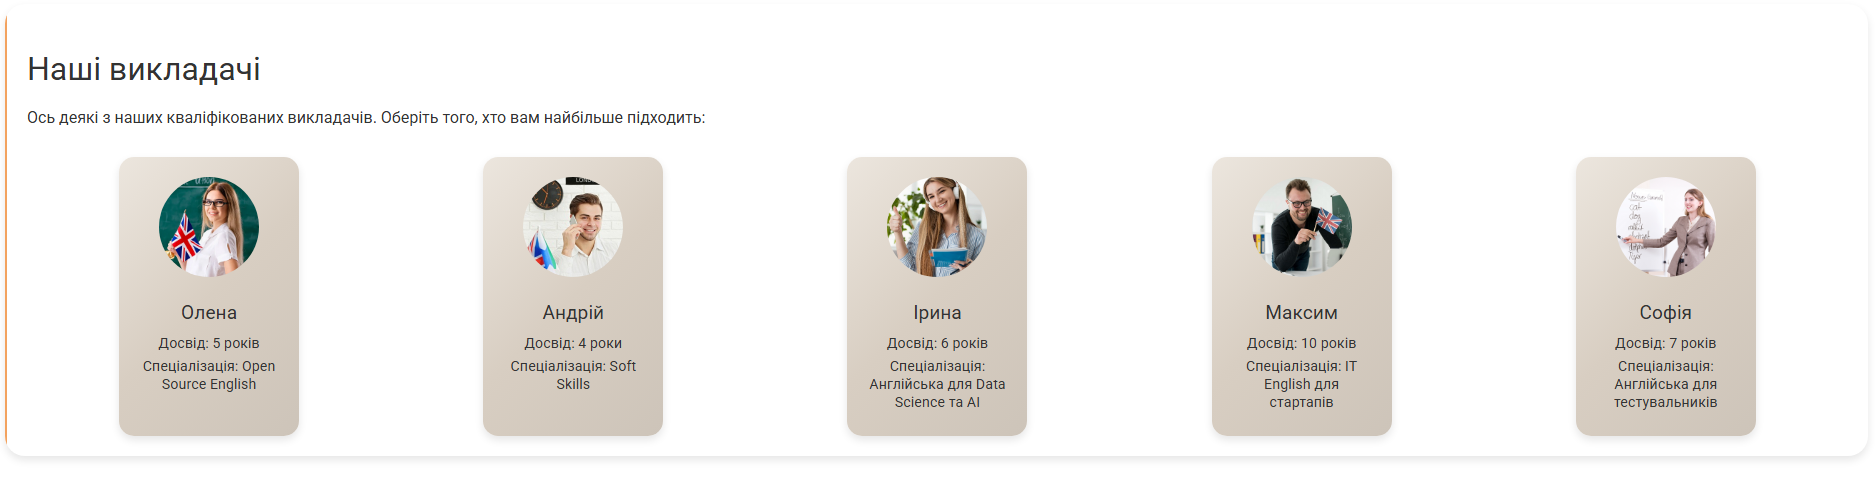 Наші викладачі
Ось деякі з наших кваліфікованих викладачів. Оберіть того, хто вам найбільше підходить:
Олена
Досвід: 5 років
Спеціалізація: Open
Source English
Андрій
Досвід: 4 роки
Спеціалізація: Soft
Skills
Ірина
Досвід: 6 років
Спеціалізація:
Англійська для Data
Science та AI
Максим
Досвід: 10 років
Спеціалізація: IT
English для
стартапів
cat
dog
Софія
Досвід: 7 років
Спеціалізація:
Англійська для
тестувальників